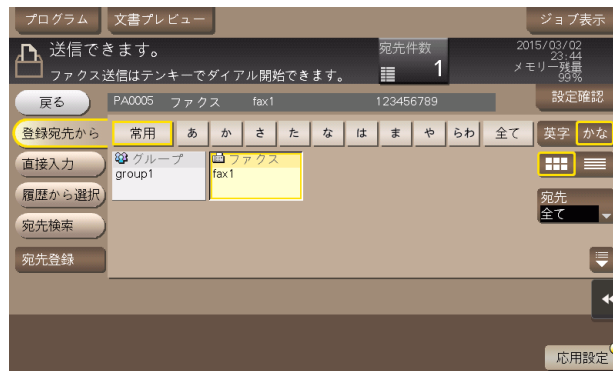 プログラム 文書プレビュー ジョブ表示
送信できます。 宛先件数 1 2015/03/02
23:44
ファクス送信はテンキーでダイアル開始できます。 メモリー残量
99%
戻る PA0005 ファクス fax1 123456789 設定確認
登録宛先から 常用 あ か さ た な は ま や らわ 全て 英字 かな
直接入力 グループ ファクス
group1 fax1
履歴から選択 宛先
全て
宛先検索
宛先登録
応用設定